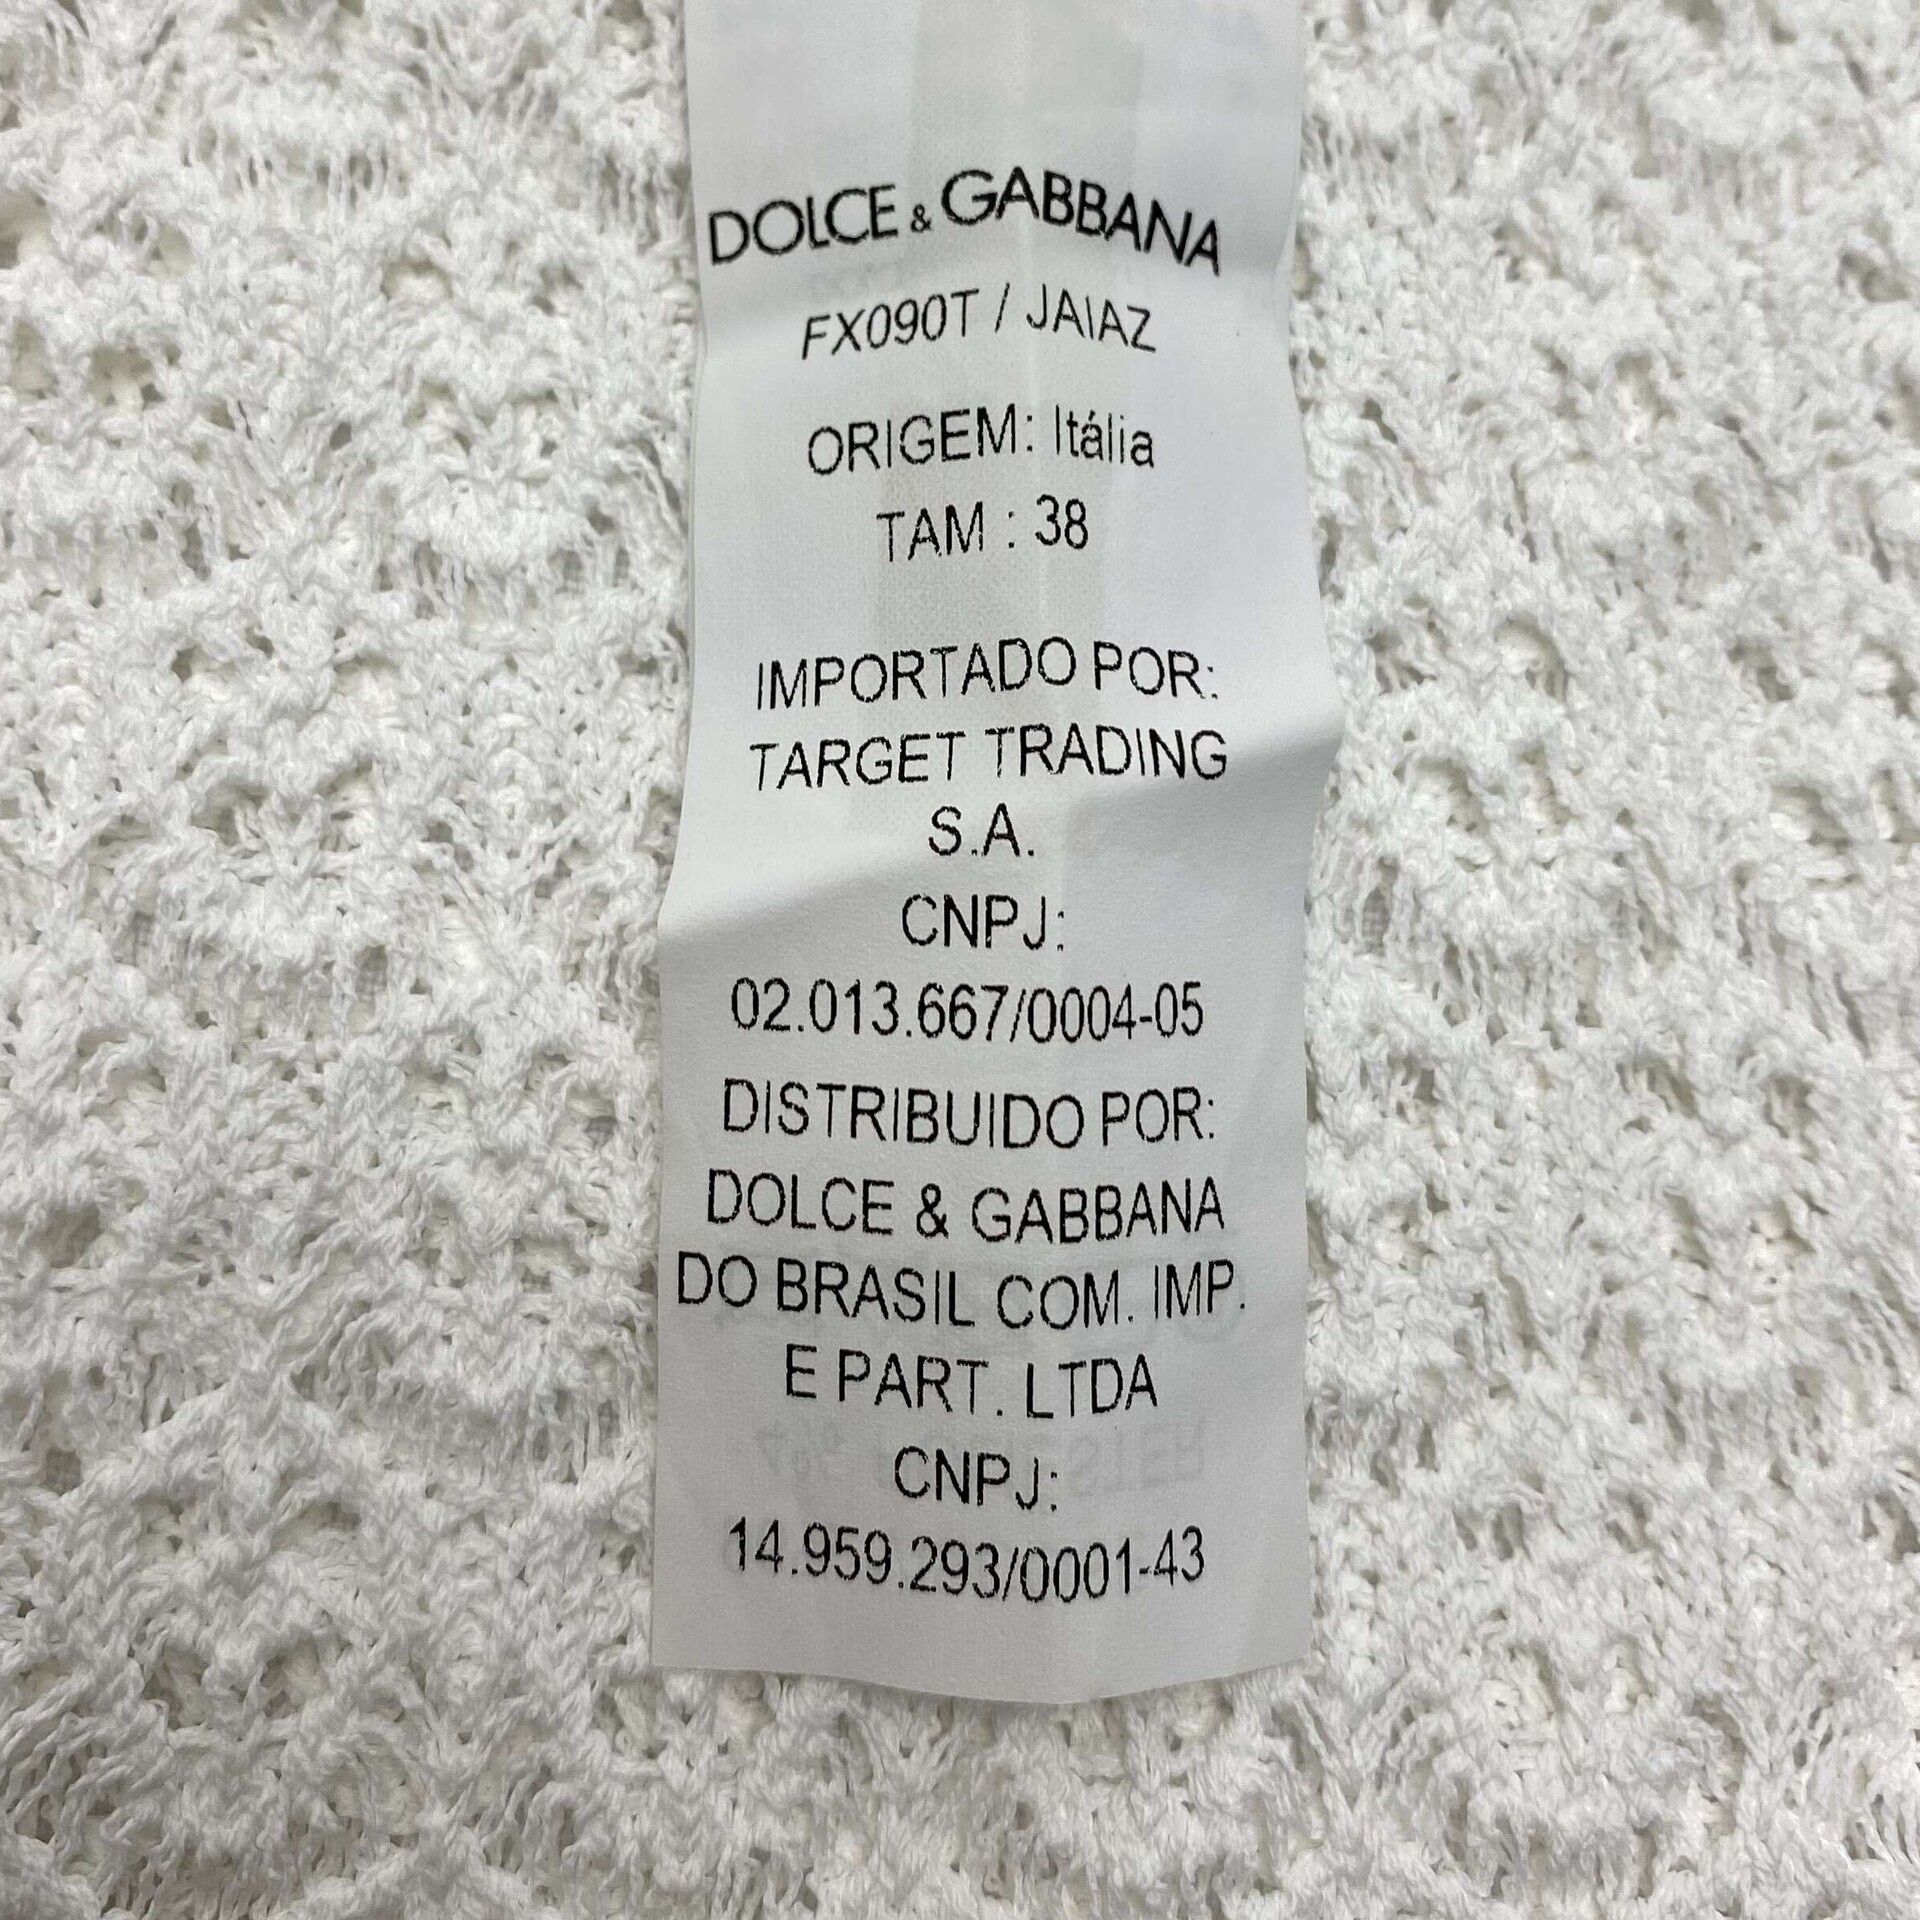 DOLCE & GABBANA
FX090T / JAIAZ
ORIGEM: Itália
TAM : 38
IMPORTADO POR:
TARGET TRADING
S.A.
CNPJ:
02.013.667/0004-05
DISTRIBUIDO POR:
DOLCE & GABBANA
DO BRASIL COM. IMP.
E PART. LTDA
CNPJ:
14.959.293/0001-43